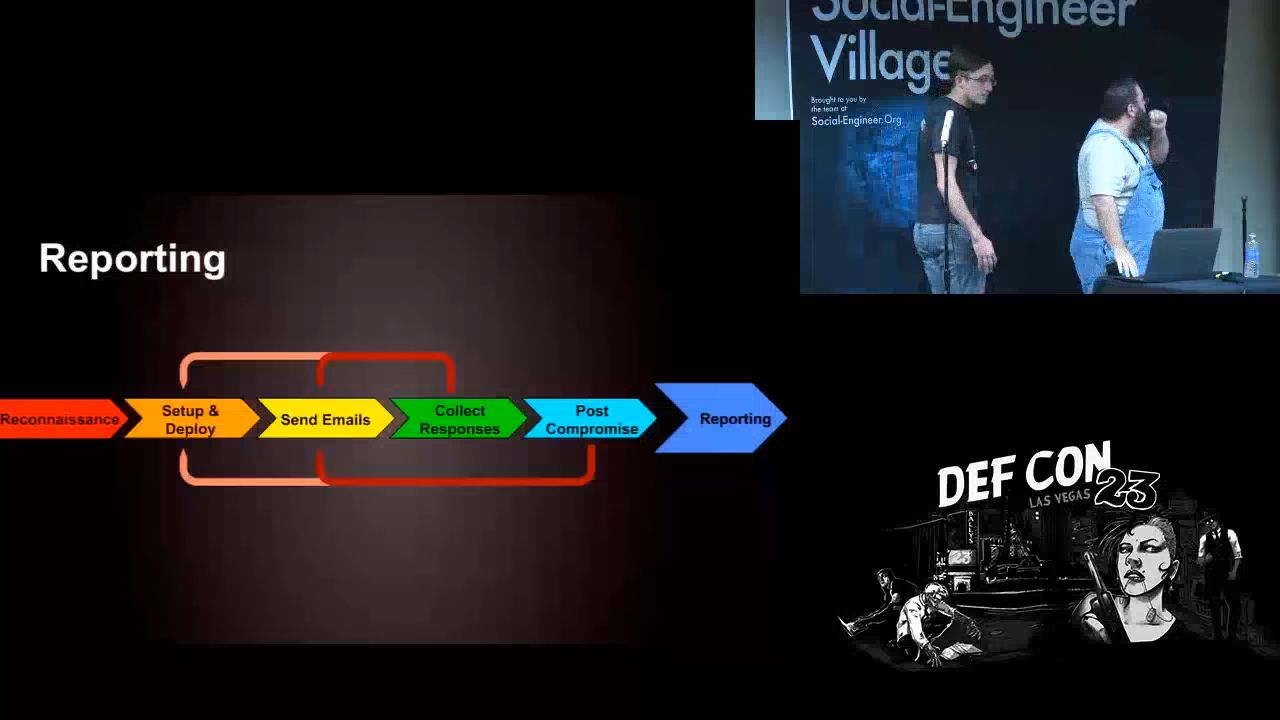 Social-Engineer
Village
Brought to you by
the team at
Social-Engineer.Org
Reporting
Reconnaissance
Setup &
Deploy
Send Emails
Collect
Responses
Post
Compromise
Reporting
DEF CON
LAS VEGAS 23
BALLYS